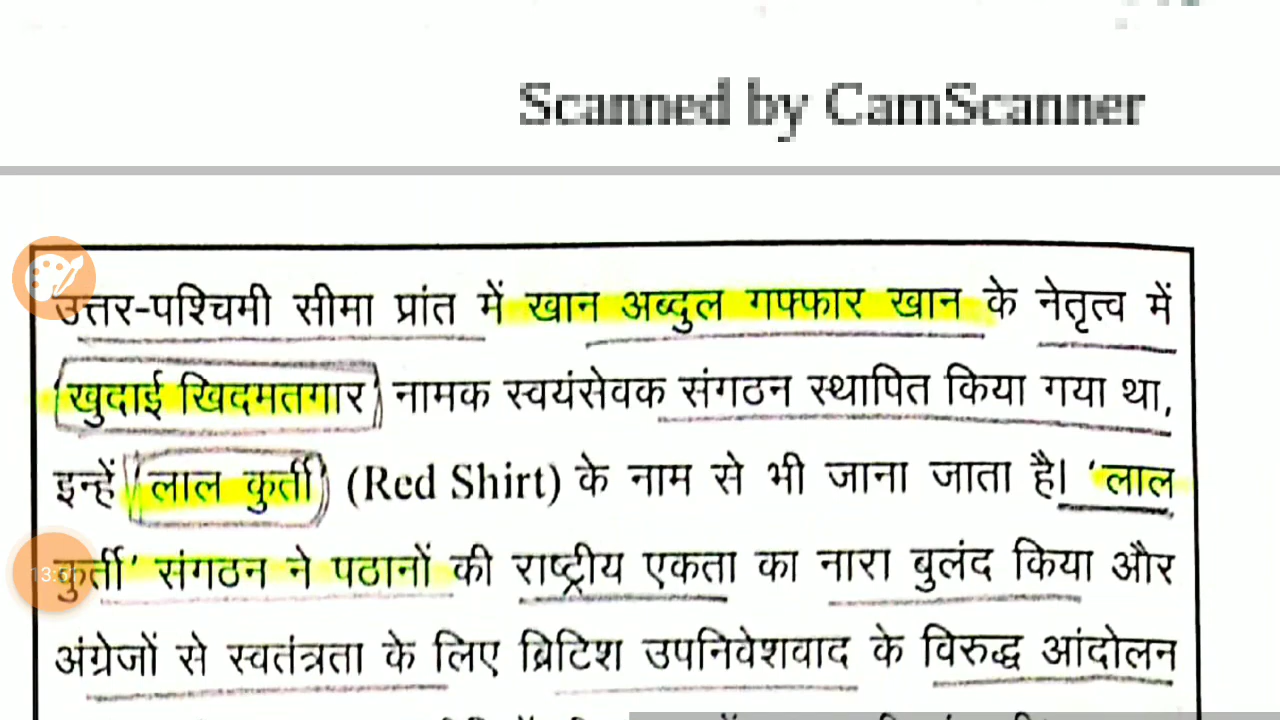 Scanned by CamScanner
उत्तर-पश्चिमी सीमा प्रांत में खान अब्दुल गफ्फार खान के नेतृत्व में
खुदाई खिदमतगार नामक स्वयंसेवक संगठन स्थापित किया गया था,
इन्हें लाल कुर्ती (Red Shirt) के नाम से भी जाना जाता है। 'लाल
कुर्ती' संगठन ने पठानों की राष्ट्रीय एकता का नारा बुलंद किया और
अंग्रेजों से स्वतंत्रता के लिए ब्रिटिश उपनिवेशवाद के विरुद्ध आंदोलन